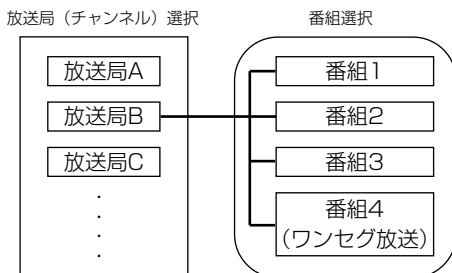 放送局（チャンネル）選択
番組選択
放送局A
放送局B
放送局C
番組1
番組2
番組3
番組4
（ワンセグ放送）